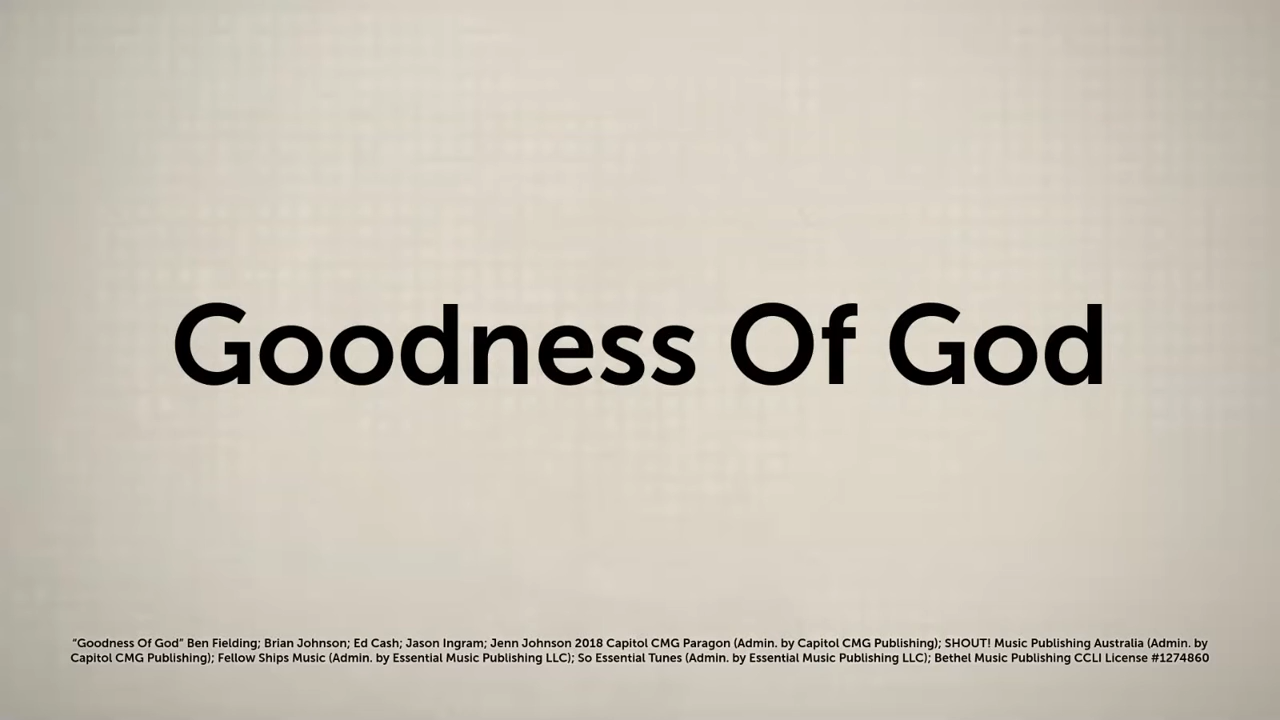 Goodness Of God
"Goodness Of God" Ben Fielding; Brian Johnson; Ed Cash; Jason Ingram; Jenn Johnson 2018 Capitol CMG Paragon (Admin. by Capitol CMG Publishing); SHOUT! Music Publishing Australia (Admin. by
Capitol CMG Publishing); Fellow Ships Music (Admin. by Essential Music Publishing LLC); So Essential Tunes (Admin. by Essential Music Publishing LLC); Bethel Music Publishing CCLI License #1274860